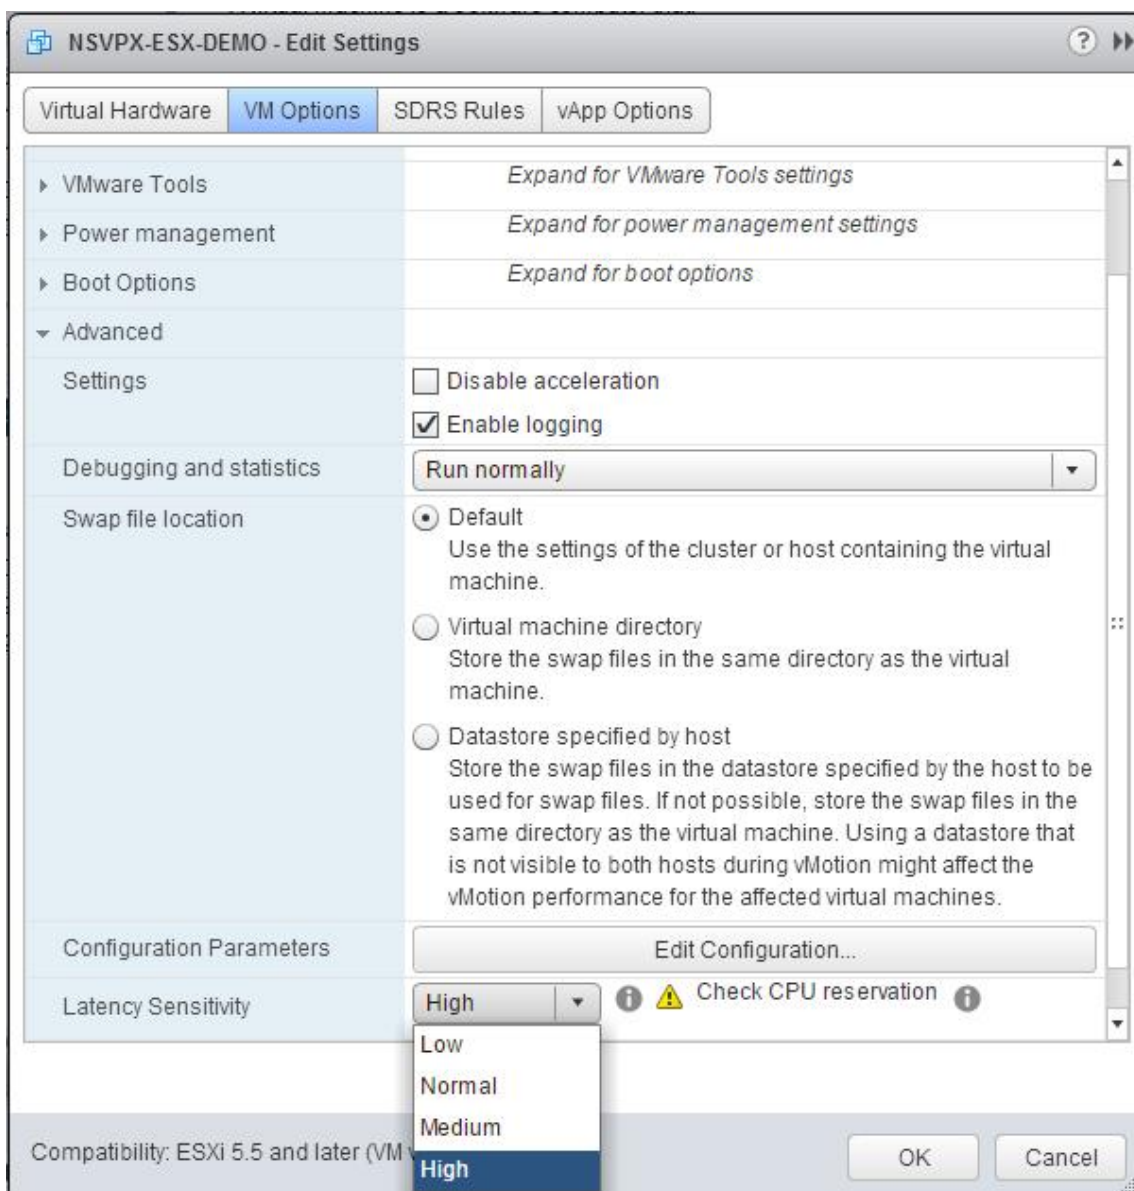 NSVPX-ESX-DEMO - Edit Settings
Virtual Hardware
VM Options
SDRS Rules
vApp Options
VMware Tools
Expand for VMware Tools settings
Power management
Expand for power management settings
Boot Options
Expand for boot options
Advanced
Settings
Disable acceleration
Enable logging
Debugging and statistics
Run normally
Swap file location
Default
Use the settings of the cluster or host containing the virtual
machine.
Virtual machine directory
Store the swap files in the same directory as the virtual
machine.
Datastore specified by host
Store the swap files in the datastore specified by the host to be
used for swap files. If not possible, store the swap files in the
same directory as the virtual machine. Using a datastore that
is not visible to both hosts during vMotion might affect the
vMotion performance for the affected virtual machines.
Configuration Parameters
Edit Configuration...
Latency Sensitivity
High
Check CPU reservation
Low
Normal
Medium
High
Compatibility: ESXi 5.5 and later (VM
OK
Cancel